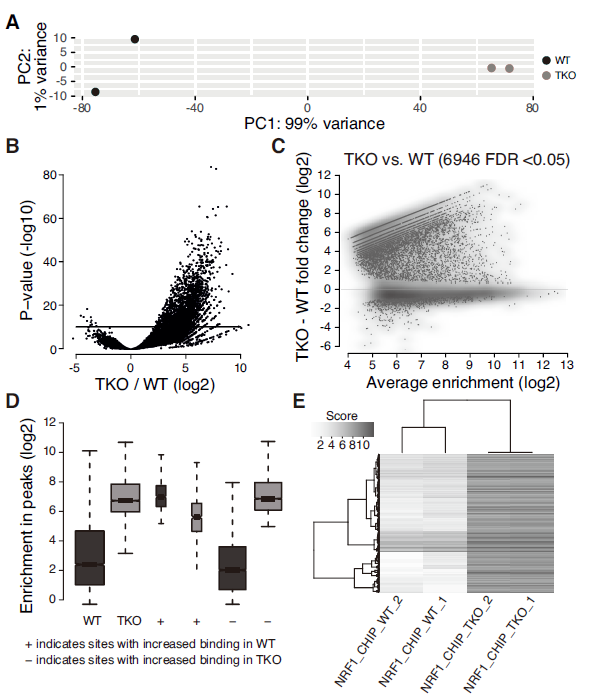 A
PC2:
1% variance
10
5
0
-5
-10
-80
-40
0
40
80
PC1: 99% variance
WT
TKO
B
P-value (-log10)
80
60
40
20
0
-5
0
5
10
TKO / WT (log2)
C
TKO vs. WT (6946 FDR <0.05)
TKO - WT fold change (log2)
12
10
8
6
4
2
0
-2
-4
-6
4 5 6 7 8 9 10 11 12 13
Average enrichment (log2)
D
Enrichment in peaks (log2)
12
10
8
6
4
2
0
WT TKO + + – –
+ indicates sites with increased binding in WT
– indicates sites with increased binding in TKO
E
Score
2 4 6 8 10
NRF1_CHIP_WT_2
NRF1_CHIP_WT_1
NRF1_CHIP_TKO_2
NRF1_CHIP_TKO_1